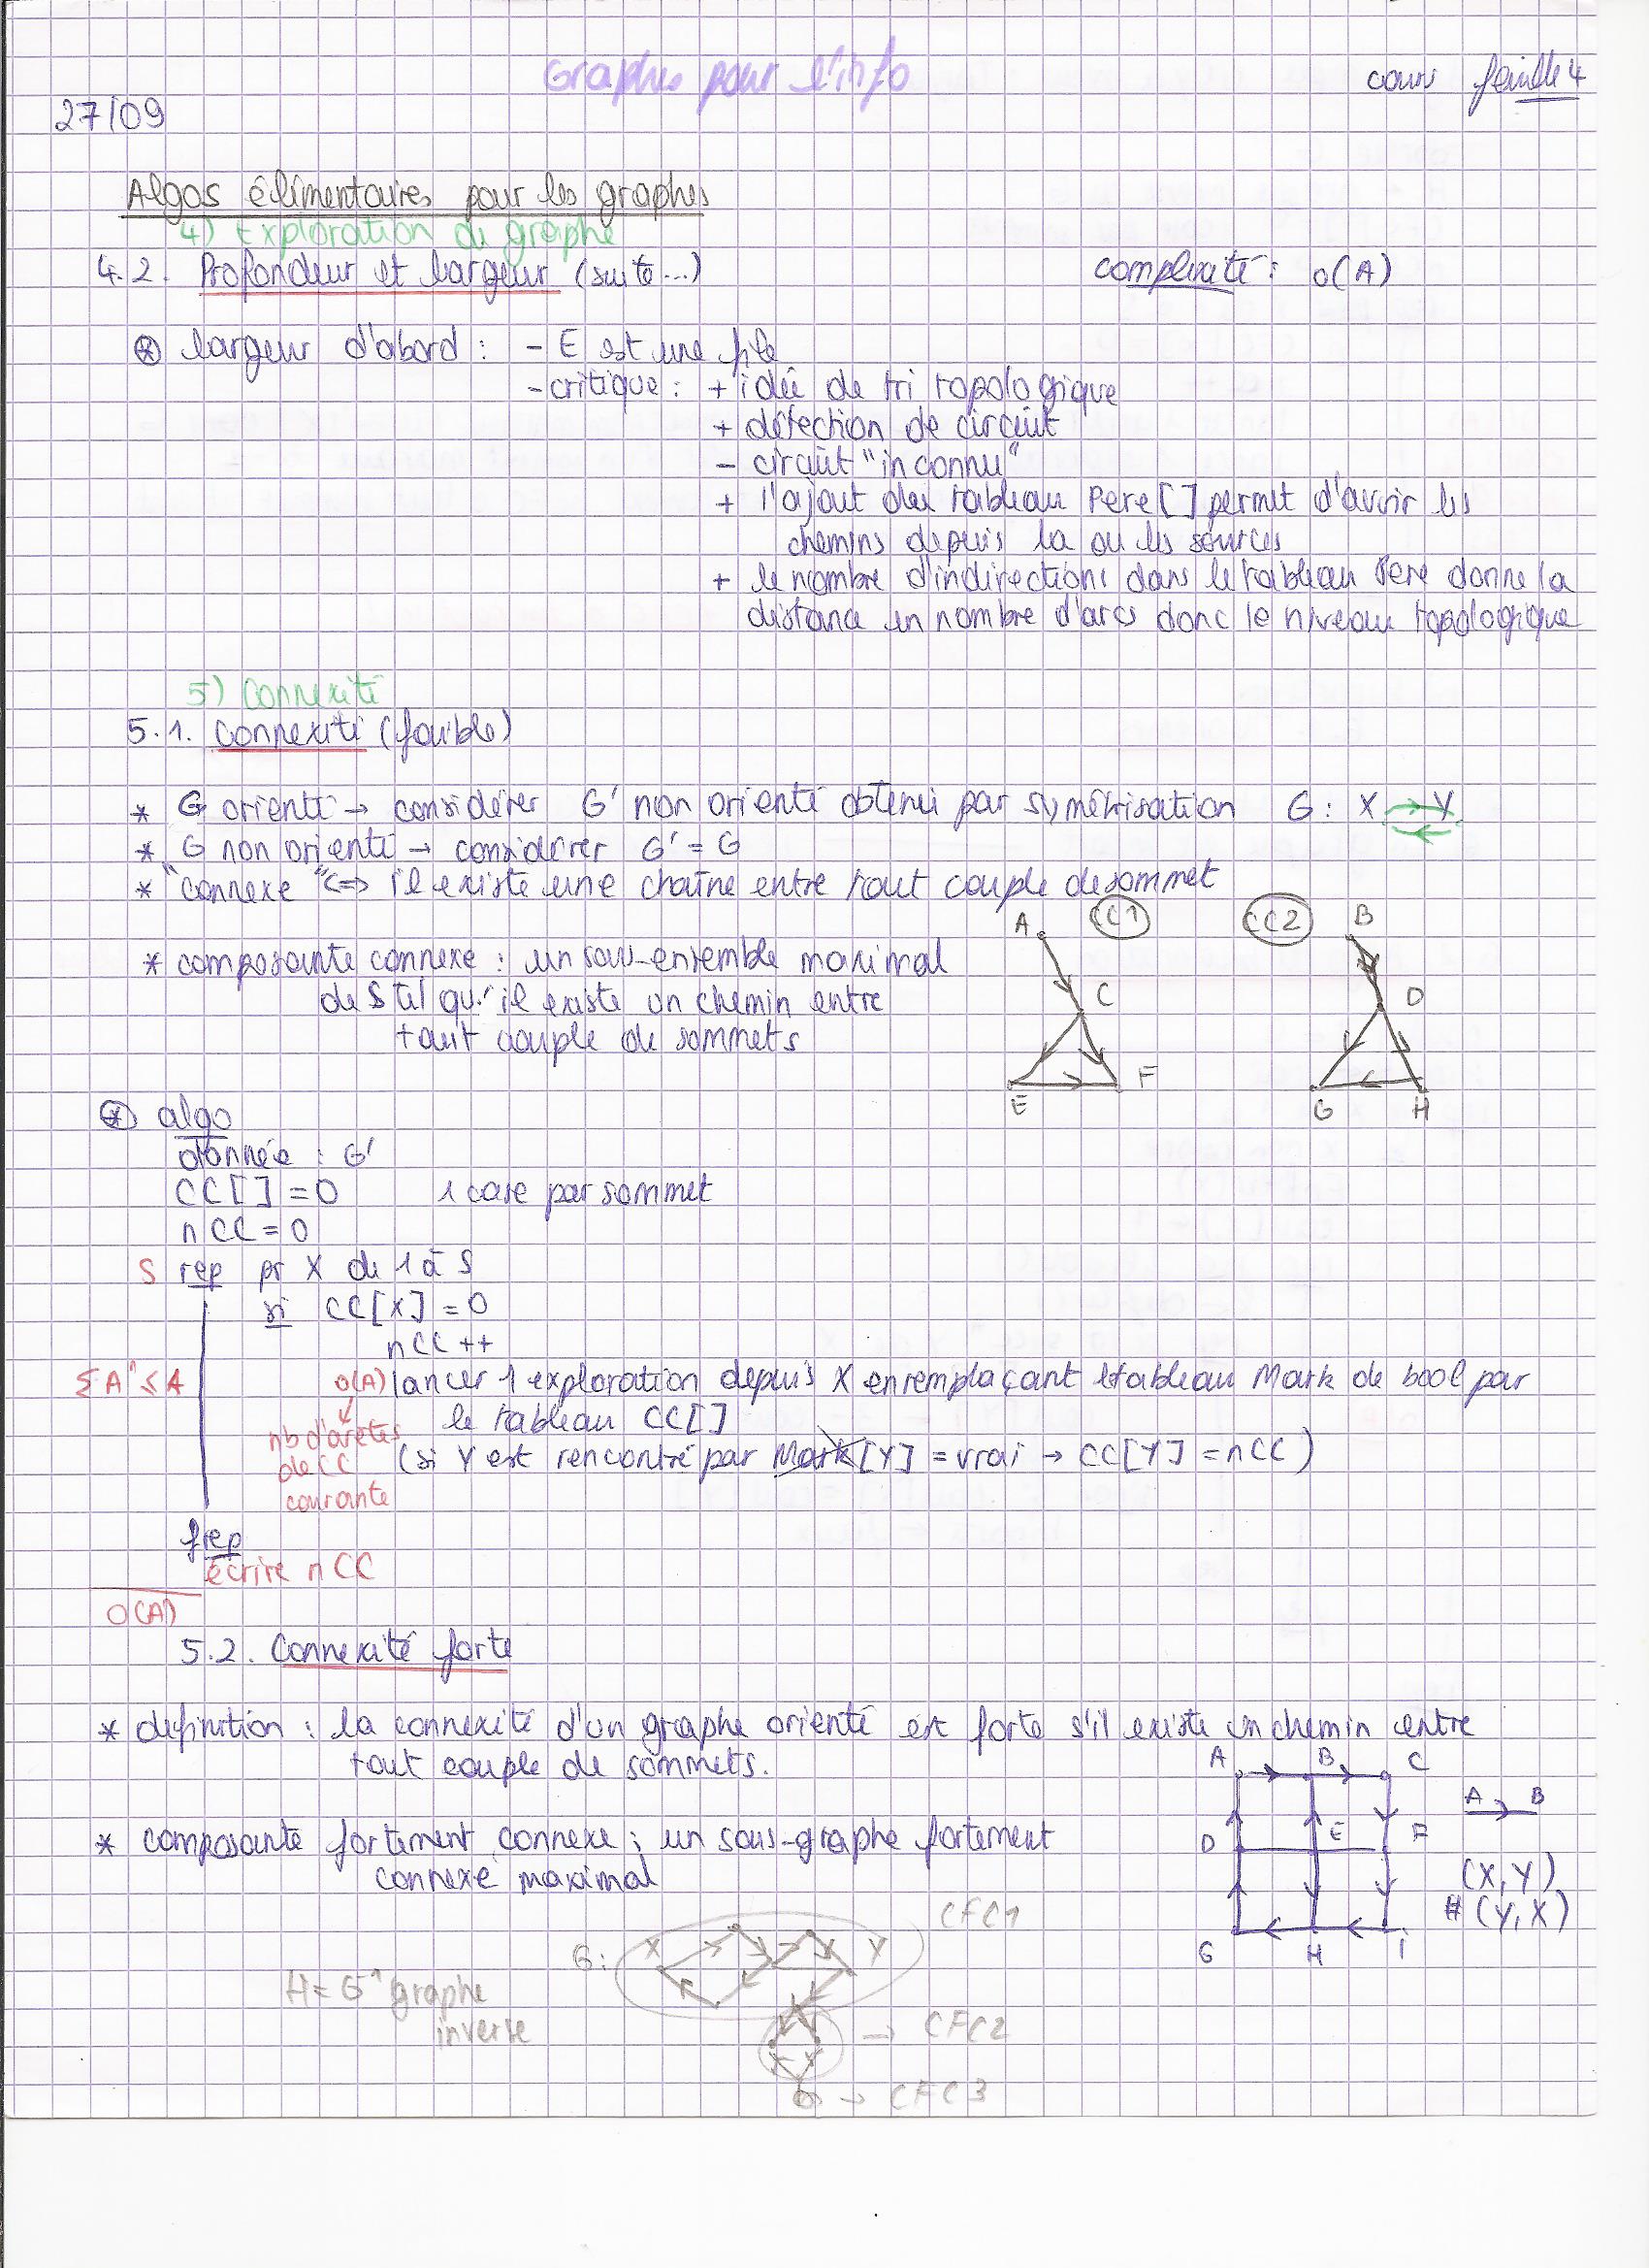 Graphes pour l'info
cours feuille 4
27/09
Algos élémentaires pour les graphes
4) Exploration de graphe
4.2. Profondeur et largeur (suite...) complexité : O(A)
⊛ largeur d'abord : - E est une file
- critique : + idée de tri topologique
+ détection de circuit
- circuit "inconnu"
+ l'ajout du tableau Pere[] permet d'avoir les
chemins depuis la ou les sources
+ le nombre d'indirections dans le tableau Pere donne la
distance en nombre d'arcs donc le niveau topologique
5) Connexité
5.1. Connexité (faible)
* G orienté → considérer G' non orienté obtenu par symétrisation G : X Y
* G non orienté → considérer G' = G
* "connexe" <=> il existe une chaîne entre tout couple de sommet
A CC1 CC2 B
* composante connexe : un sous-ensemble maximal
de S tel qu'il existe un chemin entre
tout couple de sommets
C D
E F G H
⊛ algo
donnée : G'
CC[] = 0 1 case par sommet
nCC = 0
S rep pr X de 1 à S
si CC[X] = 0
nCC ++
ΣA" ≤ A O(A) lancer 1 exploration depuis X en remplaçant le tableau Mark de bool par
le tableau CC[]
nb d'arêtes
de CC
courante
(si Y est rencontré par Mark[Y] = vrai → CC[Y] = nCC)
frep
écrire nCC
O(A)
5.2. Connexité forte
* definition : la connexité d'un graphe orienté est forte s'il existe un chemin entre
tout couple de sommets.
A B C
A B
* composante fortement connexe ; un sous-graphe fortement
connexe maximal
D E F
(X, Y)
# (Y, X)
G H I
CFC1
G : X Y
H = G⁻¹ graphe
inverse
→ CFC2
→ CFC3